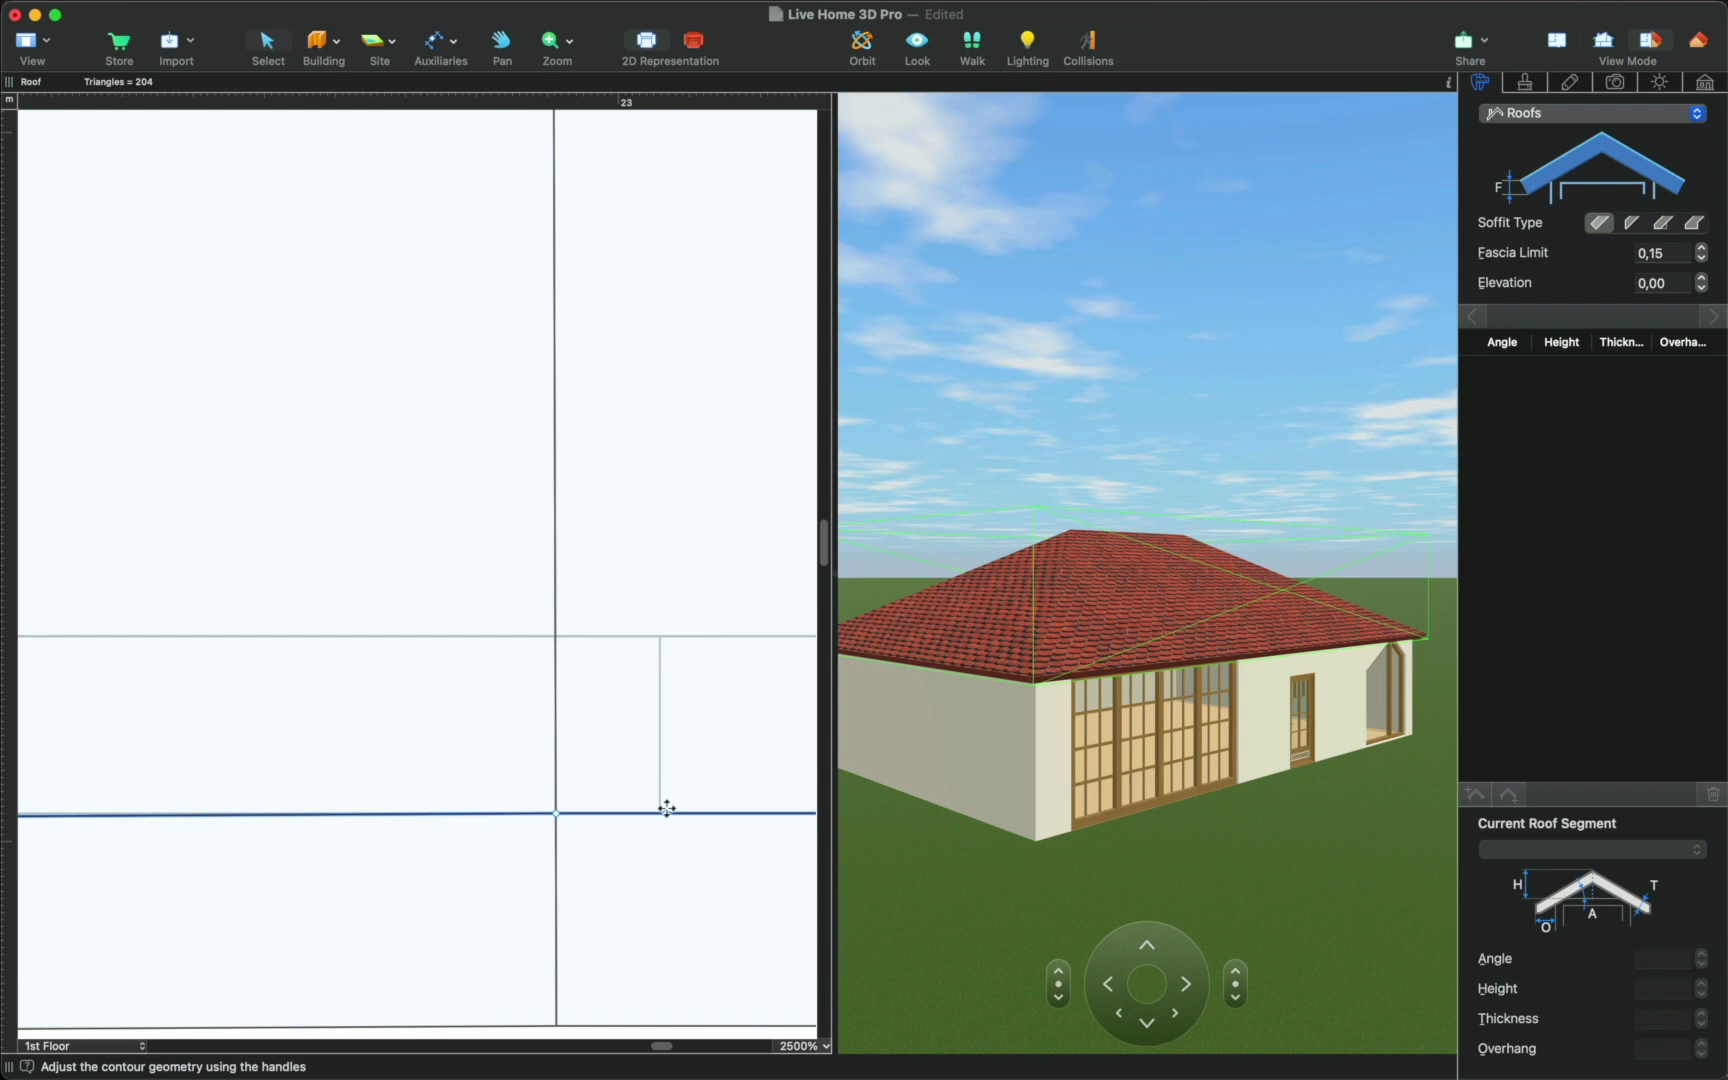 Live Home 3D Pro — Edited
View
Store
Import
Select
Building
Site
Auxiliaries
Pan
Zoom
2D Representation
Orbit
Look
Walk
Lighting
Collisions
Share
View Mode
Roof
Triangles = 204
i
m
23
Roofs
F
Soffit Type
Fascia Limit
0,15
Elevation
0,00
Angle
Height
Thickn...
Overha...
Current Roof Segment
H
T
A
O
Angle
Height
Thickness
Overhang
1st Floor
2500%
Adjust the contour geometry using the handles